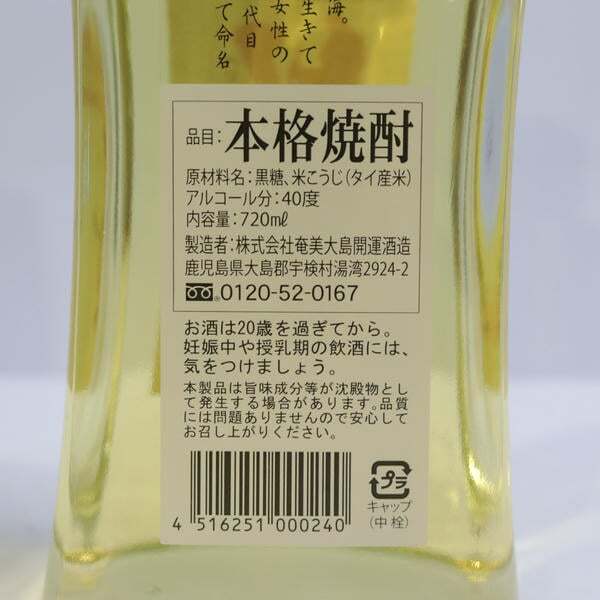 海。
生きて
女性の
代目
て命名
品目:本格焼酎
原材料名:黒糖、米こうじ(タイ産米)
アルコール分:40度
内容量:720ml
製造者:株式会社奄美大島開運酒造
鹿児島県大島郡宇検村湯湾2924-2
0120-52-0167
お酒は20歳を過ぎてから。
妊娠中や授乳期の飲酒には、
気をつけましょう。
本製品は旨味成分等が沈殿物とし
て発生する場合があります。品質
には問題ありませんので安心して
お召し上がりください。
4 516251 000240
プラ
キャップ
(中栓)